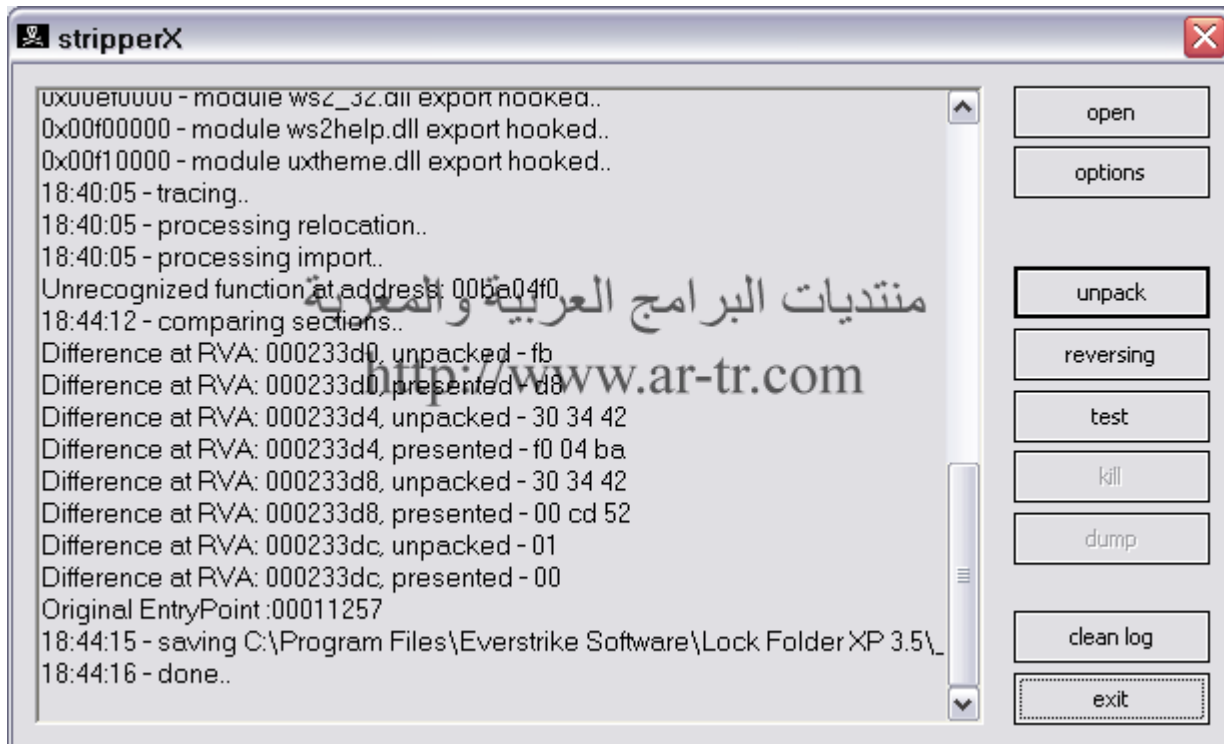 stripperX
0x00ef0000 - module ws2_32.dll export hooked..
0x00f00000 - module ws2help.dll export hooked..
0x00f10000 - module uxtheme.dll export hooked..
18:40:05 - tracing..
18:40:05 - processing relocation..
18:40:05 - processing import..
Unrecognized function at address: 00ba04f0
18:44:12 - comparing sections..
Difference at RVA: 000233d0, unpacked - fb
Difference at RVA: 000233d0, presented - d8
Difference at RVA: 000233d4, unpacked - 30 34 42
Difference at RVA: 000233d4, presented - f0 04 ba
Difference at RVA: 000233d8, unpacked - 30 34 42
Difference at RVA: 000233d8, presented - 00 cd 52
Difference at RVA: 000233dc, unpacked - 01
Difference at RVA: 000233dc, presented - 00
Original EntryPoint :00011257
18:44:15 - saving C:\Program Files\Everstrike Software\Lock Folder XP 3.5\_
18:44:16 - done..
منتديات البرامج العربية والمعربة
http://www.ar-tr.com
open
options
unpack
reversing
test
kill
dump
clean log
exit